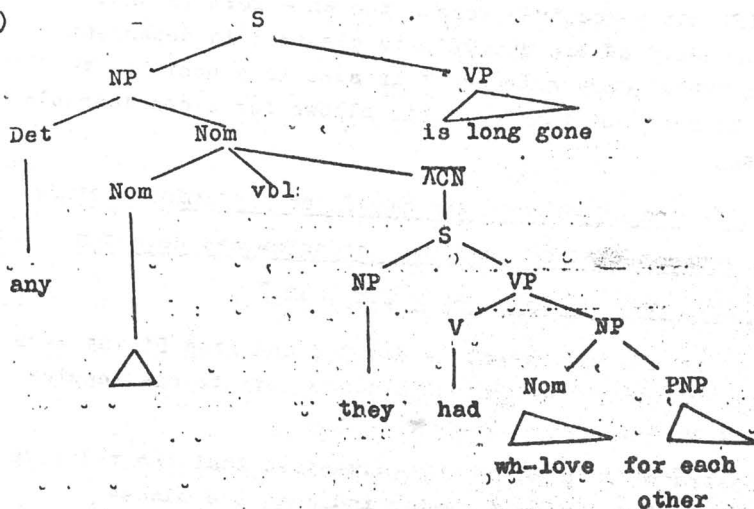 )
S
NP VP
Det Nom is long gone
Nom vbl ACN
S
any NP VP
V NP
they had Nom PNP
wh-love for each
other